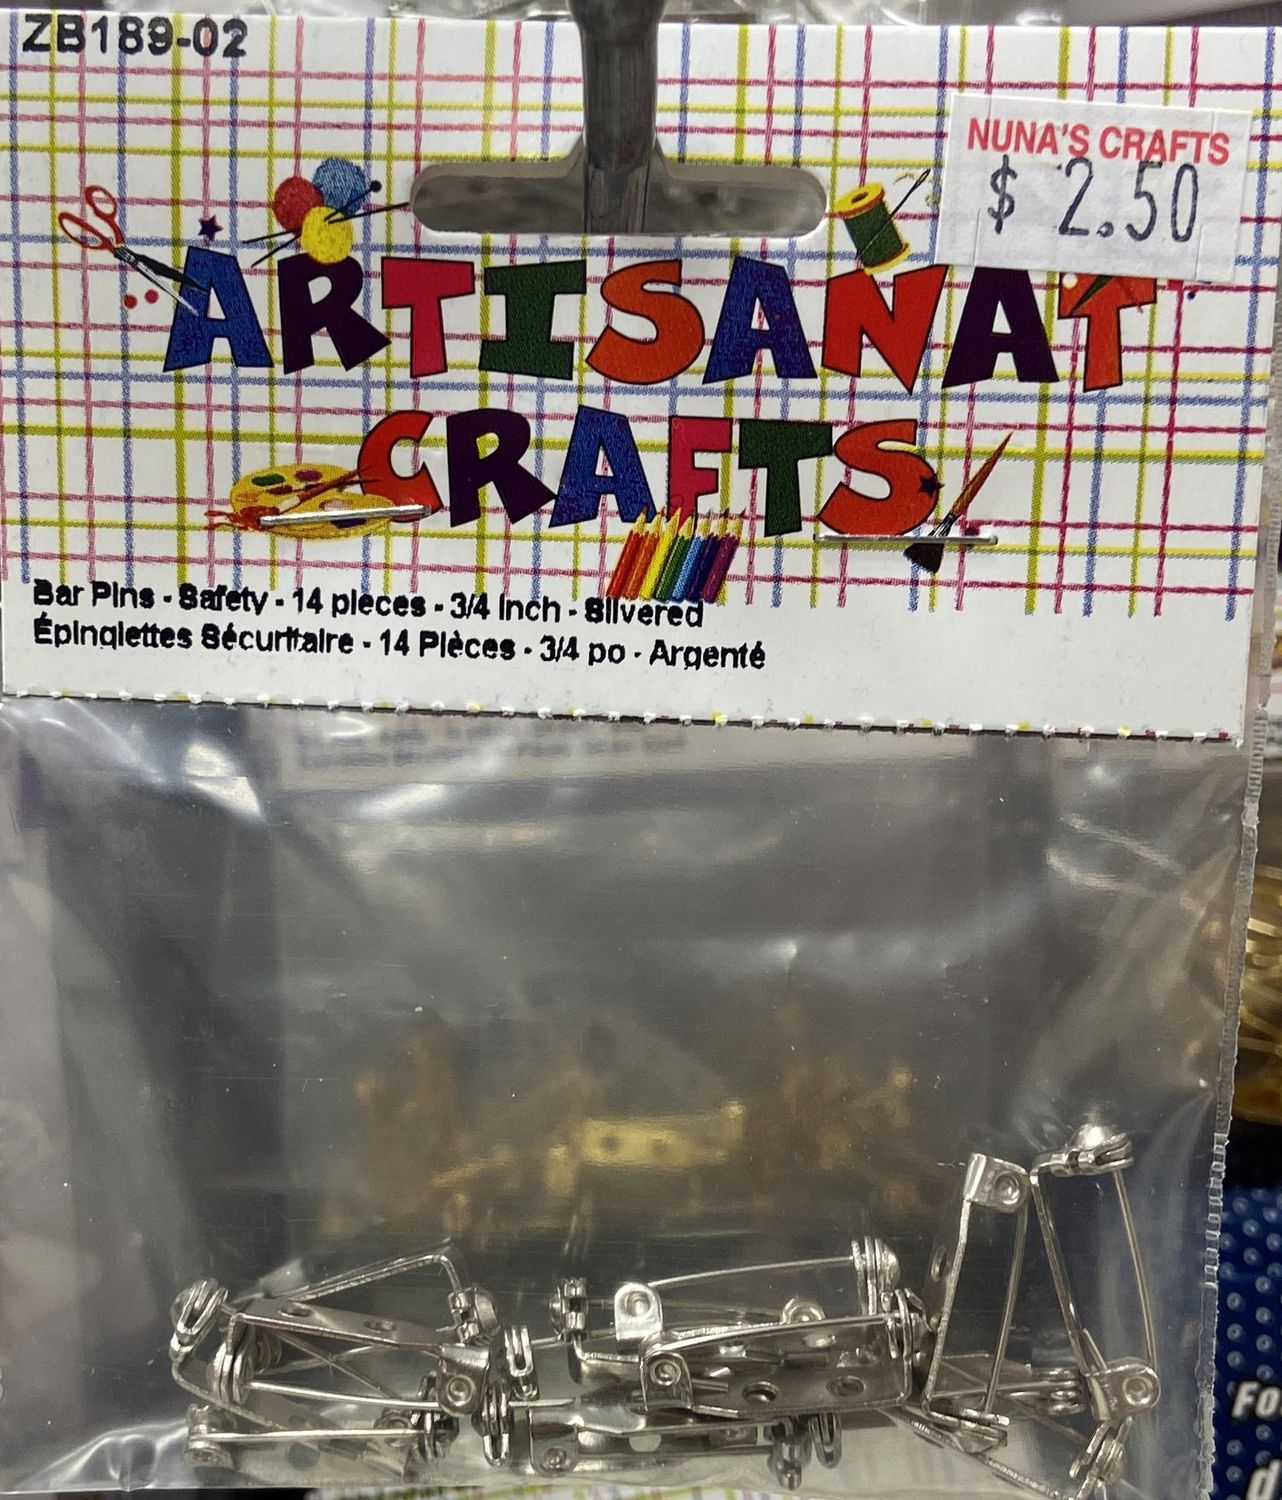 ZB189-02
NUNA'S CRAFTS
$ 2.50
ARTISANAT
CRAFTS
Bar Pins - Safety - 14 pieces - 3/4 inch - Silvered
Épinglettes Sécuritaire - 14 Pièces - 3/4 po - Argenté